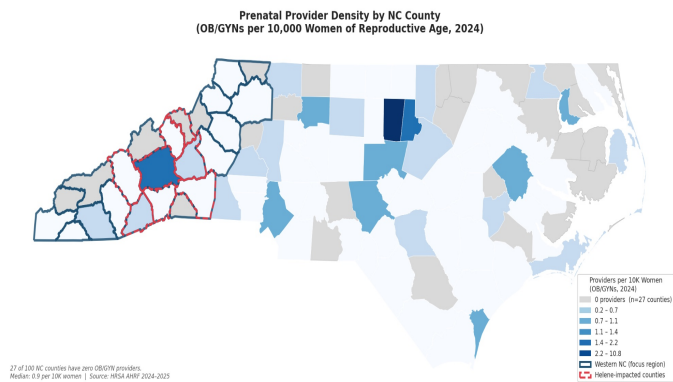 Prenatal Provider Density by NC County
(OB/GYNs per 10,000 Women of Reproductive Age, 2024)
Providers per 10K Women
(OB/GYNs, 2024)
0 providers (n=27 counties)
0.2 – 0.7
0.7 – 1.1
1.1 – 1.4
1.4 – 2.2
2.2 – 10.8
Western NC (focus region)
Helene-impacted counties
27 of 100 NC counties have zero OB/GYN providers.
Median: 0.9 per 10K women | Source: HRSA AHRF 2024–2025